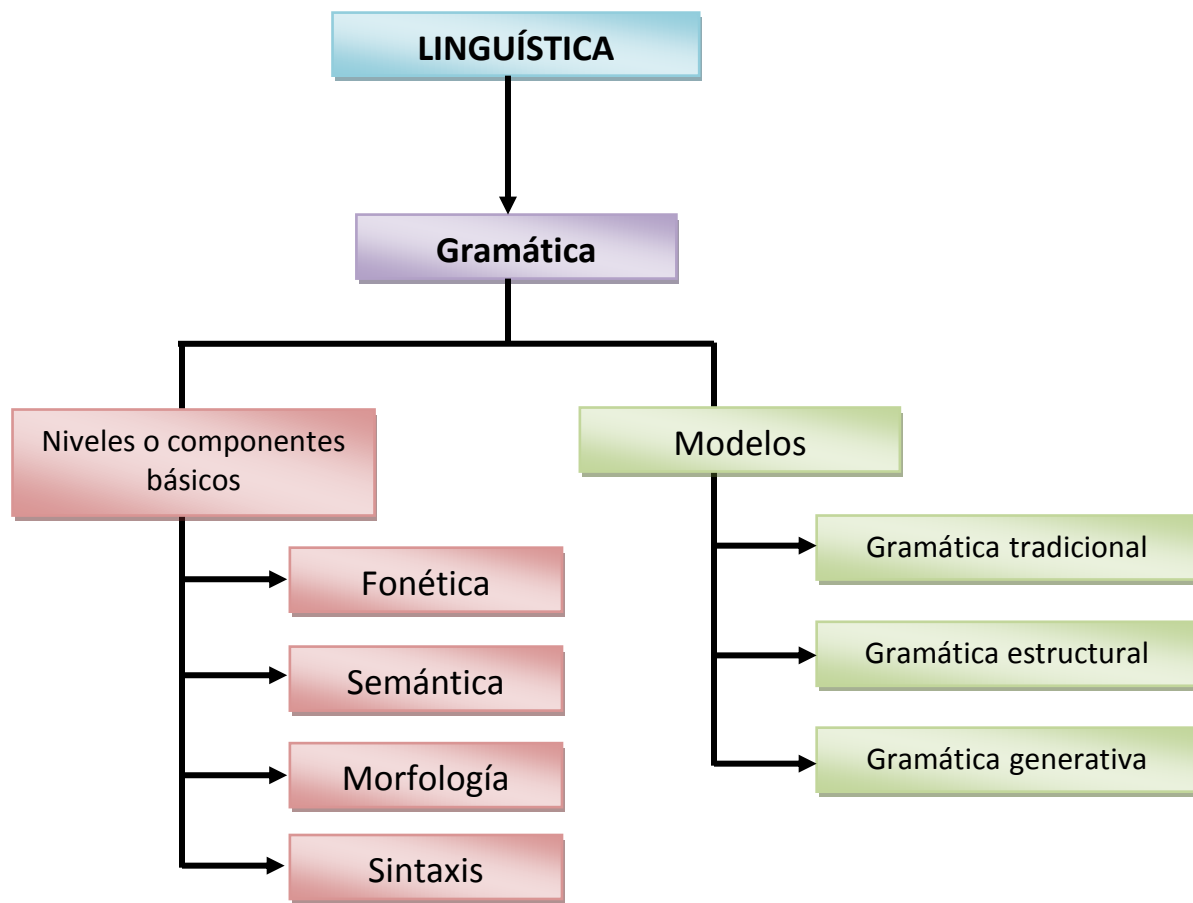 LINGUÍSTICA
Gramática
Niveles o componentes
básicos
Fonética
Semántica
Morfología
Sintaxis
Modelos
Gramática tradicional
Gramática estructural
Gramática generativa